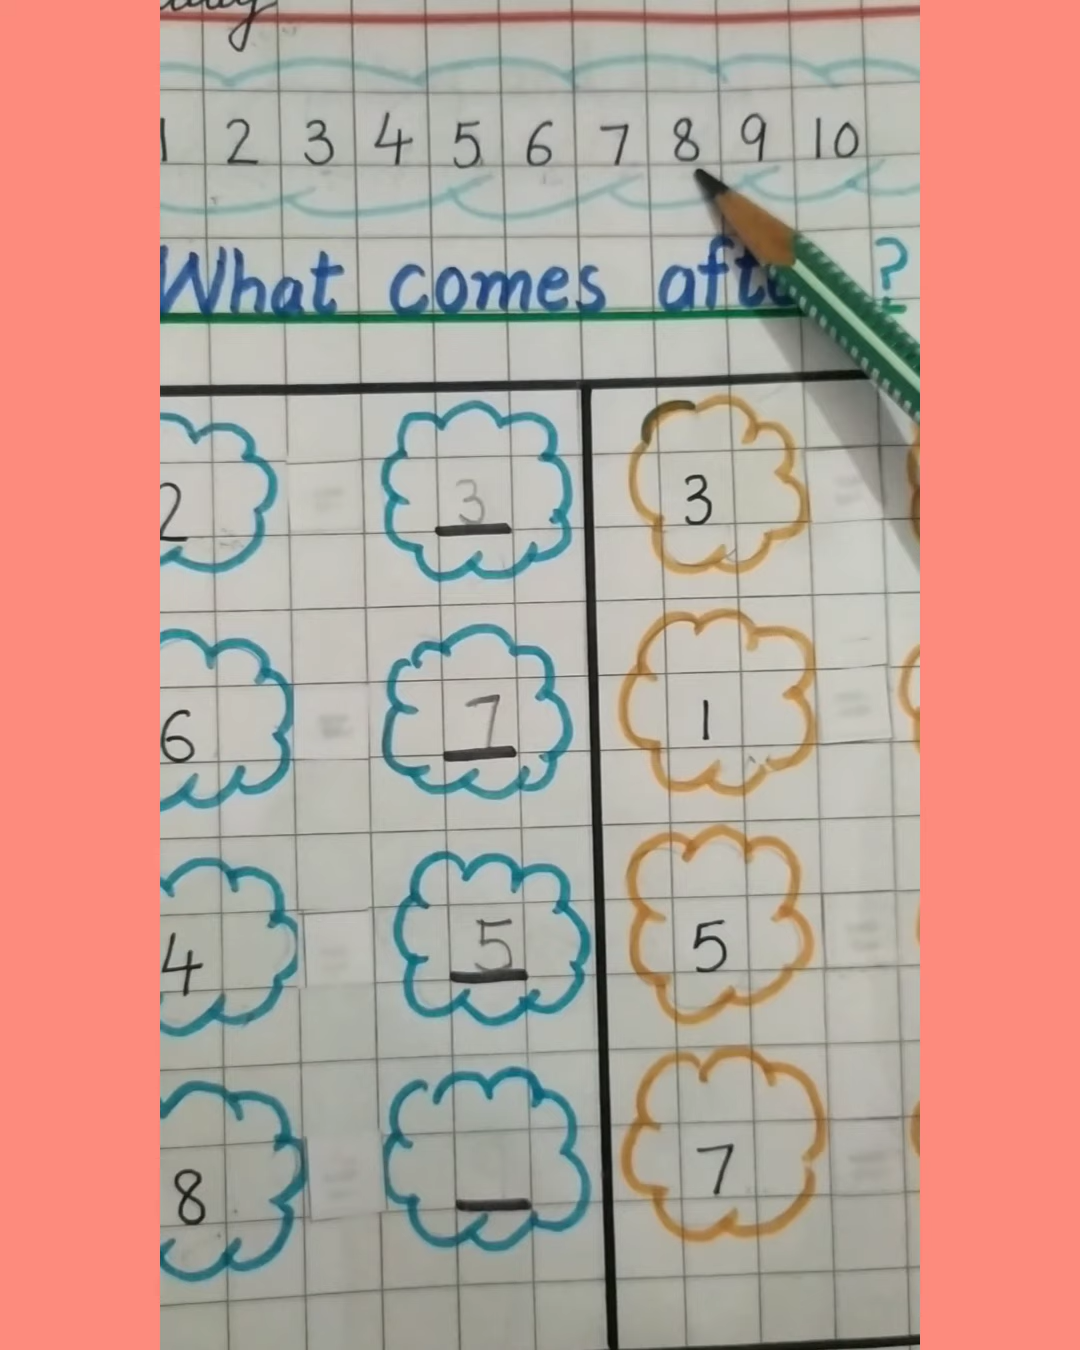 1 2 3 4 5 6 7 8 9 10
What comes ?
2 = 3 3 =
6 = 7 1 =
4 = 5 5 =
8 = _ 7 =